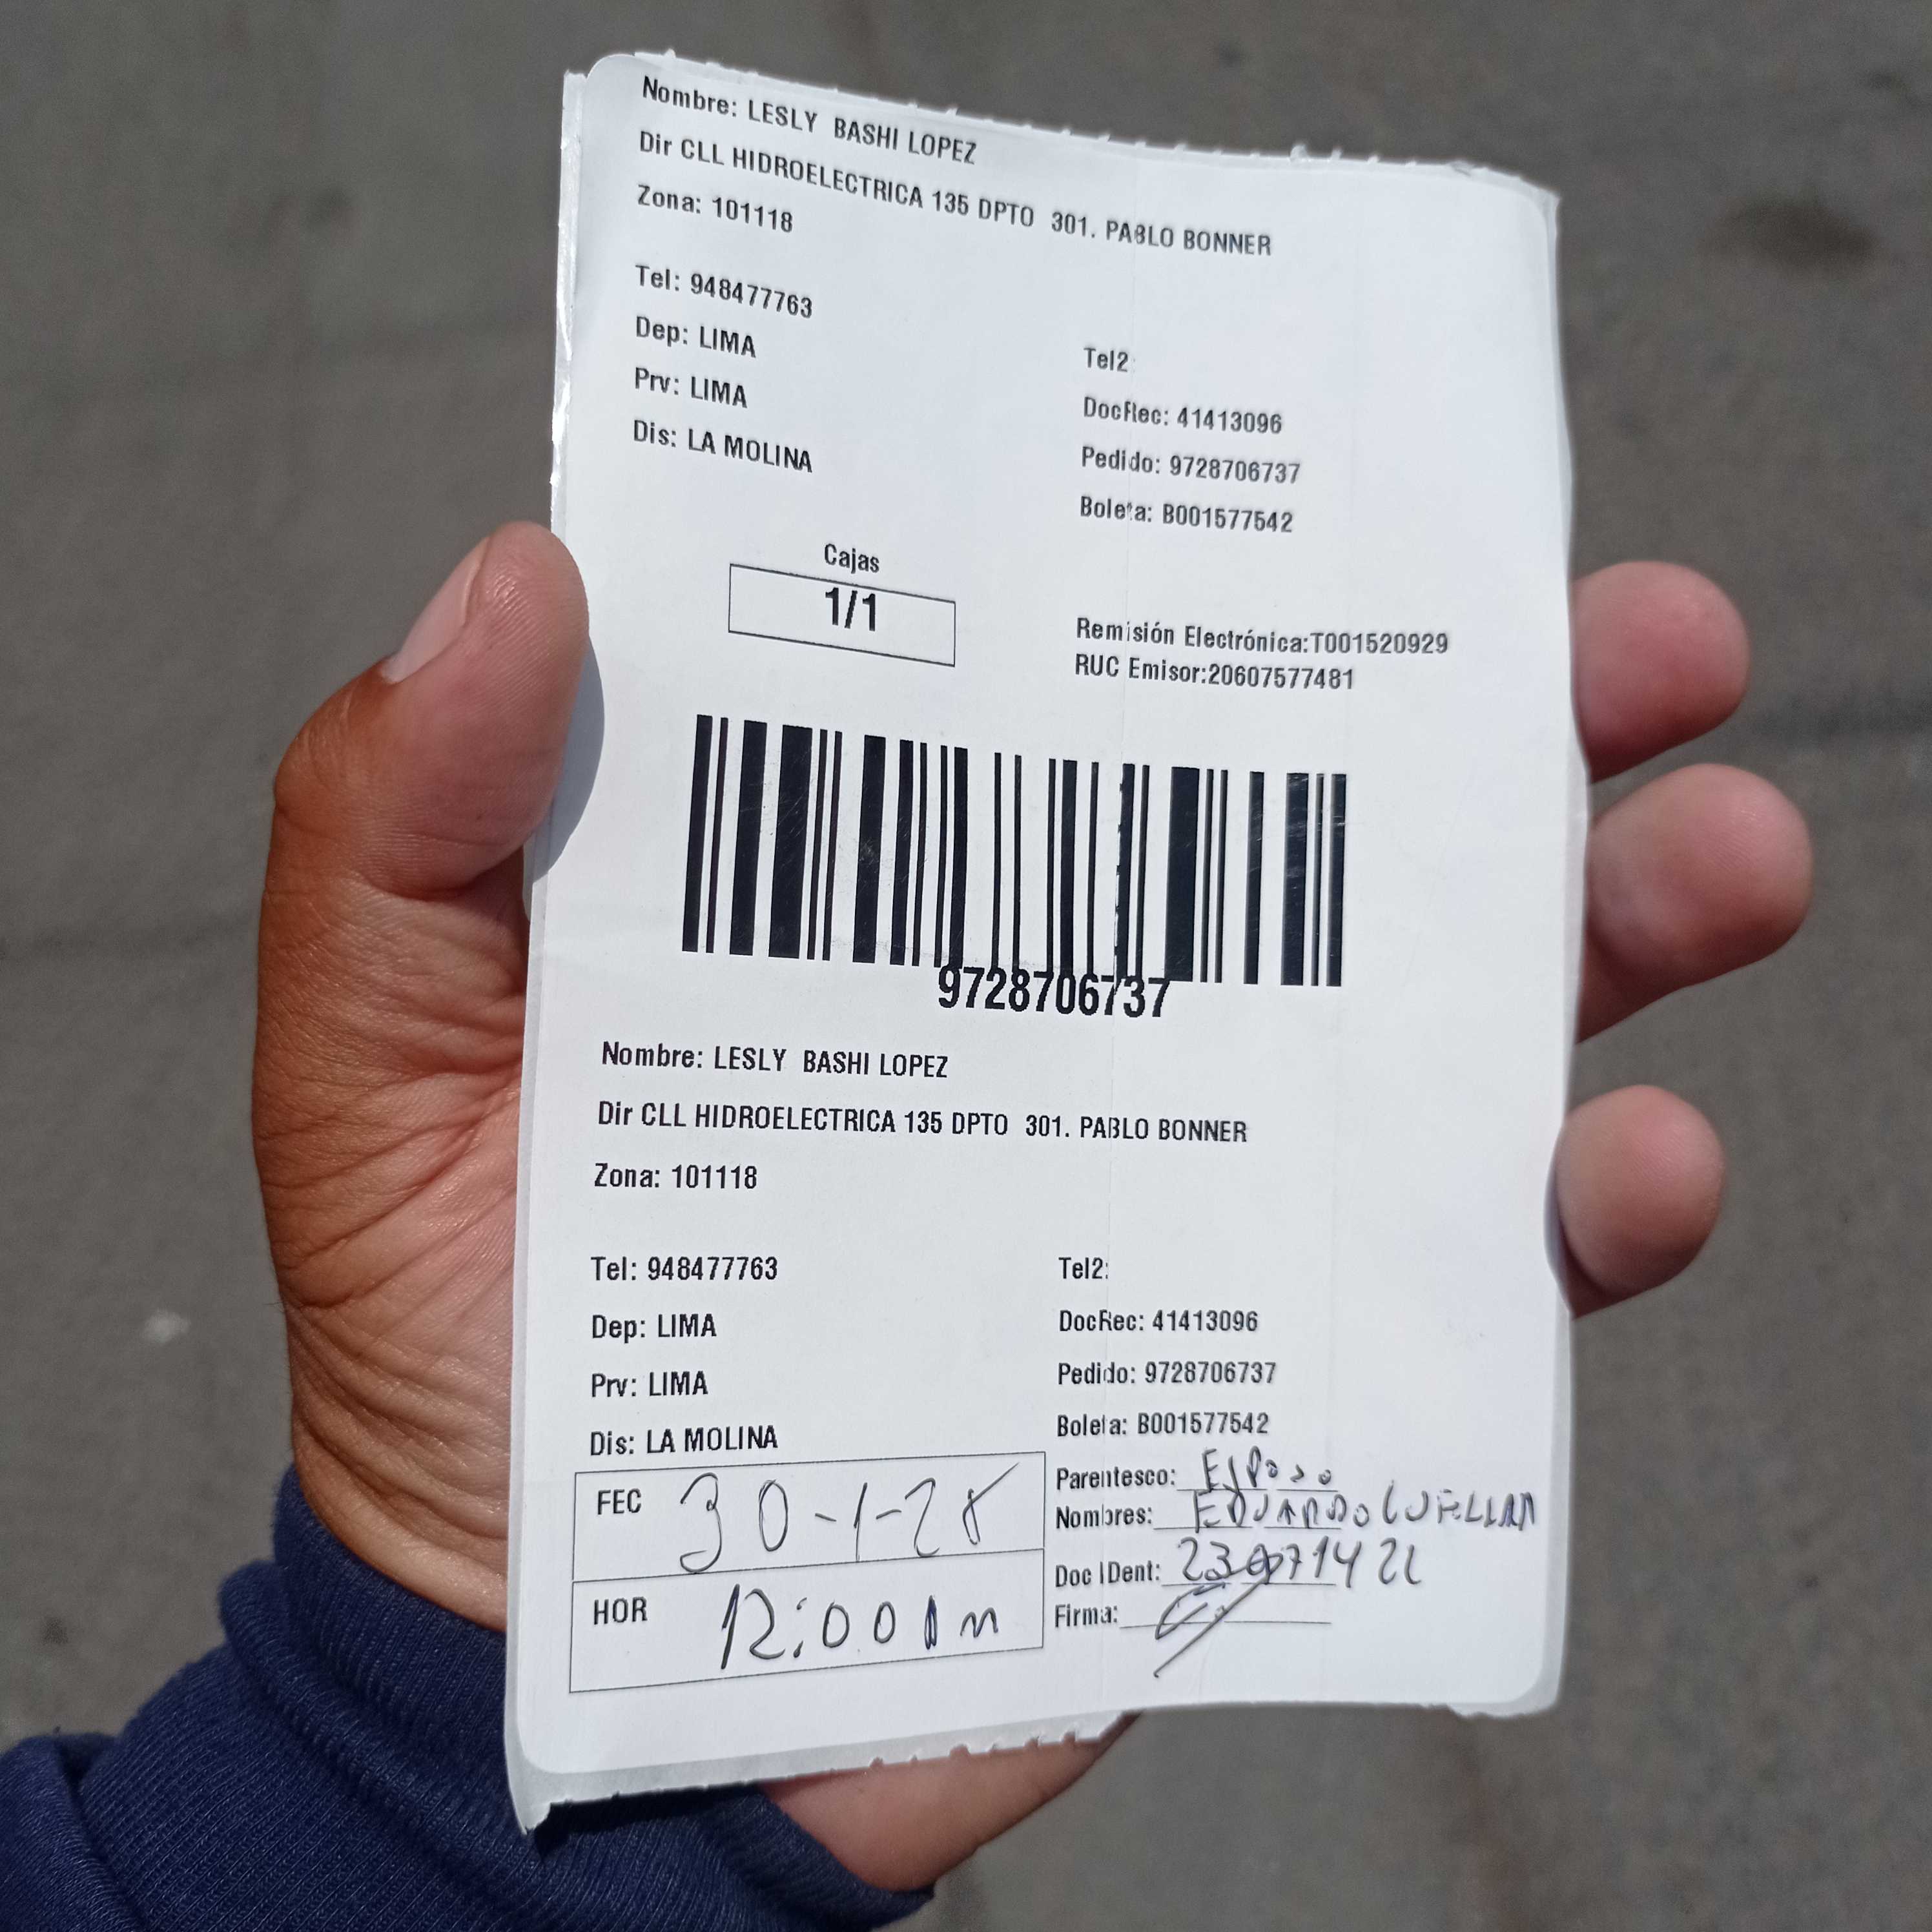 Nombre: LESLY BASHI LOPEZ
Dir CLL HIDROELECTRICA 135 DPTO 301. PABLO BONNER
Zona: 101118
Tel: 948477763
Tel2:
Dep: LIMA
DocRec: 41413096
Prv: LIMA
Pedido: 9728706737
Dis: LA MOLINA
Boleta: B001577542
Cajas
1/1
Remisión Electrónica:T001520929
RUC Emisor:20607577481
9728706737
Nombre: LESLY BASHI LOPEZ
Dir CLL HIDROELECTRICA 135 DPTO 301. PABLO BONNER
Zona: 101118
Tel: 948477763
Tel2:
Dep: LIMA
DocRec: 41413096
Prv: LIMA
Pedido: 9728706737
Dis: LA MOLINA
Boleta: B001577542
Parentesco: Esposo
FEC
Nombres: EDUARDO CUELLAR
Doc IDent:
HOR 12:00
Firma: